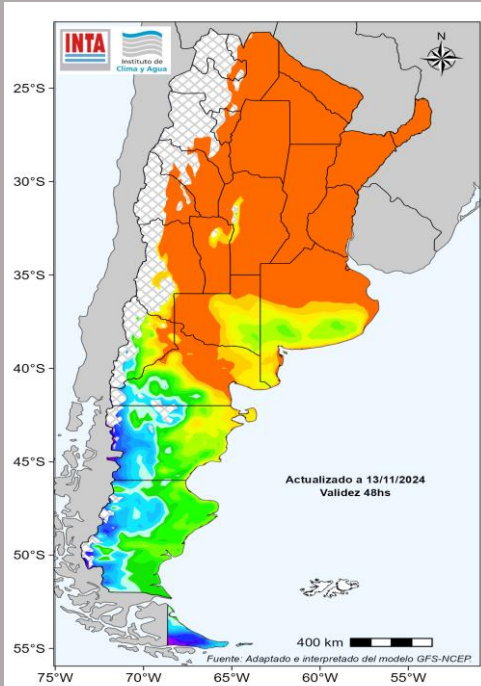 INTA
Instituto de
Clima y Agua
N
25°S
30°S
35°S
40°S
45°S
50°S
55°S
Actualizado a 13/11/2024
Validez 48hs
400 km
Fuente: Adaptado e interpretado del modelo GFS-NCEP.
75°W
70°W
65°W
60°W
55°W